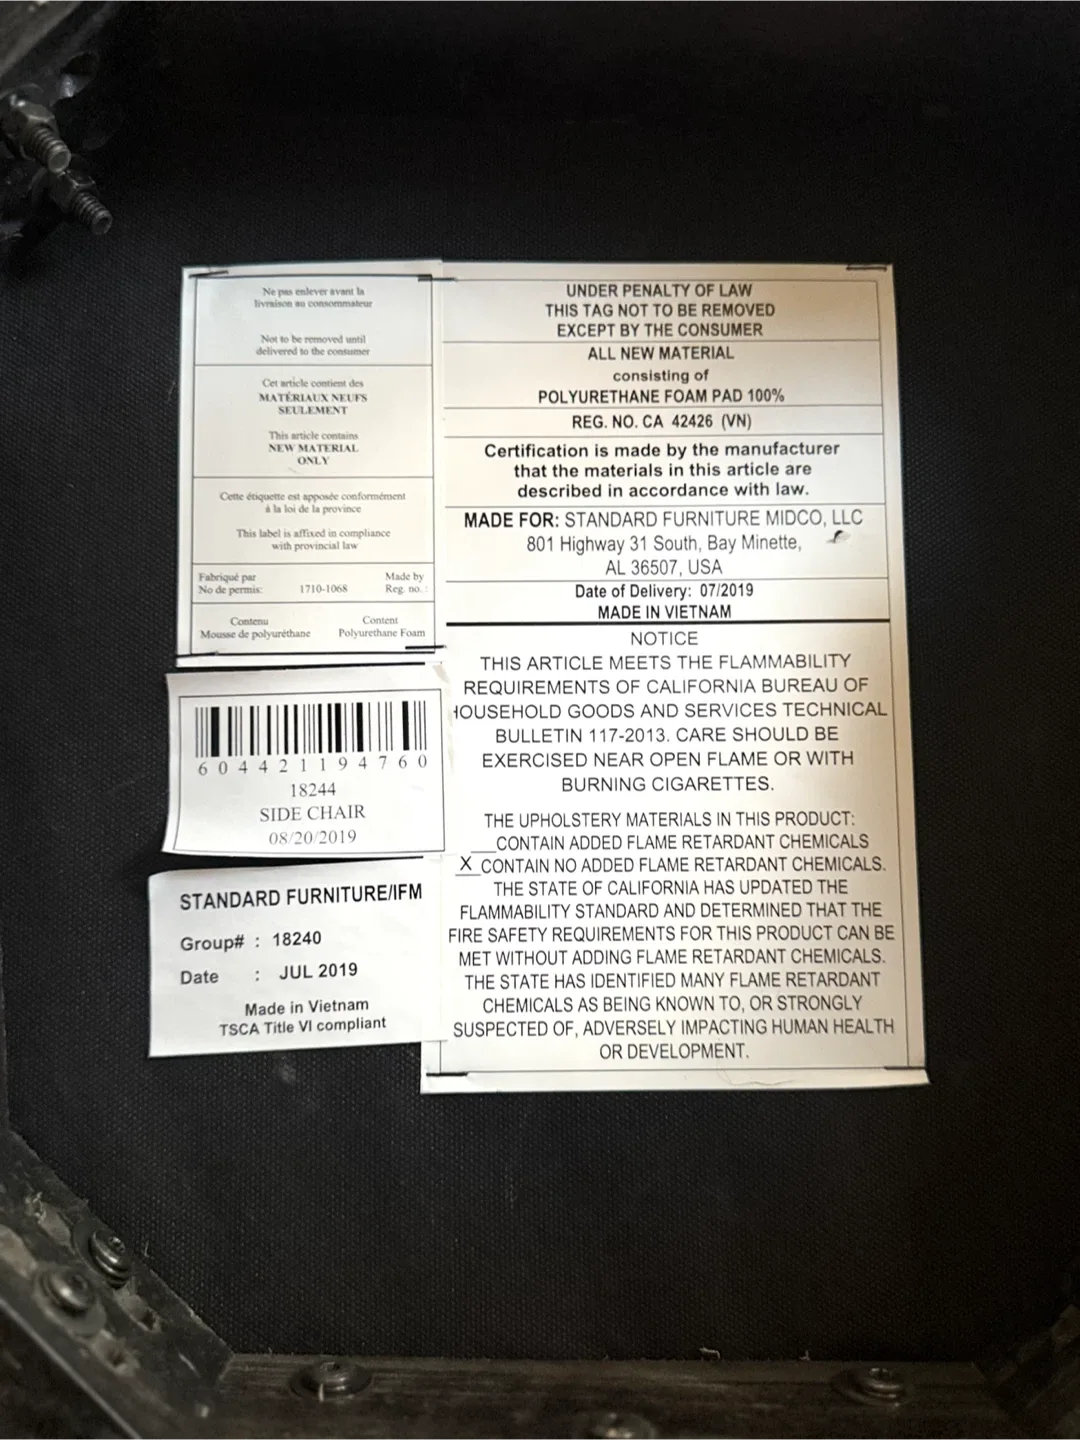 Ne pas enlever avant la
livraison au consommateur
Not to be removed until
delivered to the consumer
Cet article contient des
MATÉRIAUX NEUFS
SEULEMENT
This article contains
NEW MATERIAL
ONLY
Cette étiquette est apposée conformément
à la loi de la province
This label is affixed in compliance
with provincial law
Fabriqué par Made by
No de permis: 1710-1068 Reg. no. :
Contenu Content
Mousse de polyuréthane Polyurethane Foam
604421194760
18244
SIDE CHAIR
08/20/2019
STANDARD FURNITURE/IFM
Group# : 18240
Date : JUL 2019
Made in Vietnam
TSCA Title VI compliant
UNDER PENALTY OF LAW
THIS TAG NOT TO BE REMOVED
EXCEPT BY THE CONSUMER
ALL NEW MATERIAL
consisting of
POLYURETHANE FOAM PAD 100%
REG. NO. CA 42426 (VN)
Certification is made by the manufacturer
that the materials in this article are
described in accordance with law.
MADE FOR: STANDARD FURNITURE MIDCO, LLC
801 Highway 31 South, Bay Minette,
AL 36507, USA
Date of Delivery: 07/2019
MADE IN VIETNAM
NOTICE
THIS ARTICLE MEETS THE FLAMMABILITY
REQUIREMENTS OF CALIFORNIA BUREAU OF
HOUSEHOLD GOODS AND SERVICES TECHNICAL
BULLETIN 117-2013. CARE SHOULD BE
EXERCISED NEAR OPEN FLAME OR WITH
BURNING CIGARETTES.
THE UPHOLSTERY MATERIALS IN THIS PRODUCT:
__CONTAIN ADDED FLAME RETARDANT CHEMICALS
X CONTAIN NO ADDED FLAME RETARDANT CHEMICALS.
THE STATE OF CALIFORNIA HAS UPDATED THE
FLAMMABILITY STANDARD AND DETERMINED THAT THE
FIRE SAFETY REQUIREMENTS FOR THIS PRODUCT CAN BE
MET WITHOUT ADDING FLAME RETARDANT CHEMICALS.
THE STATE HAS IDENTIFIED MANY FLAME RETARDANT
CHEMICALS AS BEING KNOWN TO, OR STRONGLY
SUSPECTED OF, ADVERSELY IMPACTING HUMAN HEALTH
OR DEVELOPMENT.